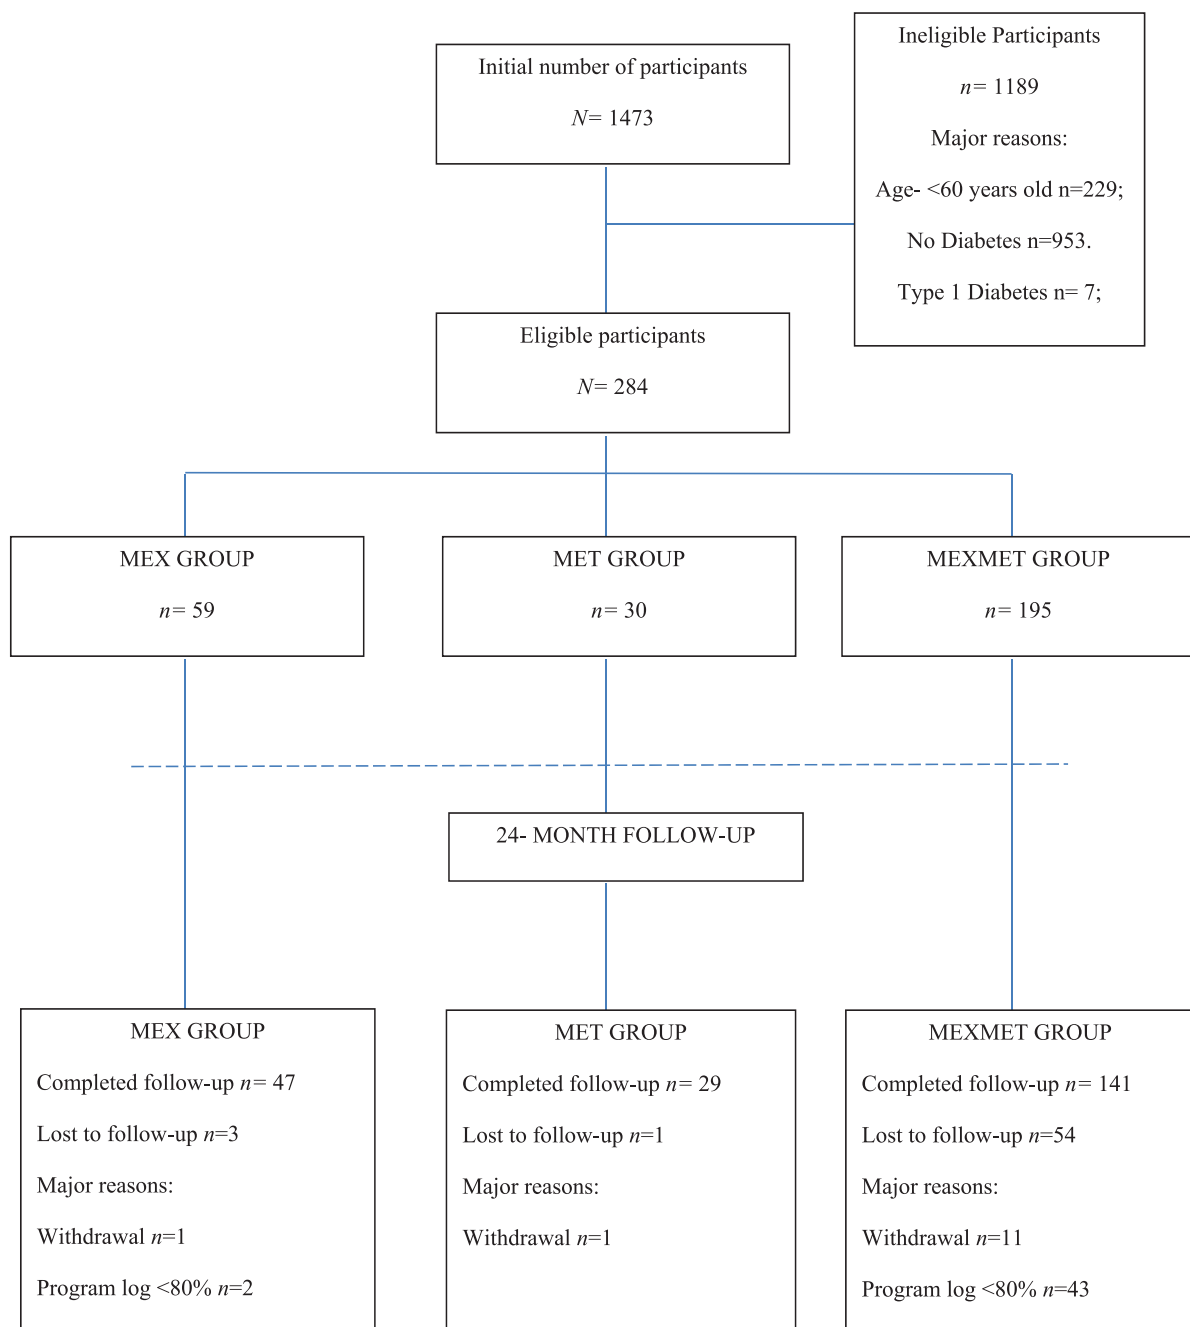 Initial number of participants
N= 1473
Ineligible Participants
n= 1189
Major reasons:
Age- <60 years old n=229;
No Diabetes n=953.
Type 1 Diabetes n= 7;
Eligible participants
N= 284
MEX GROUP
n= 59
MET GROUP
n= 30
MEXMET GROUP
n= 195
24- MONTH FOLLOW-UP
MEX GROUP
Completed follow-up n= 47
Lost to follow-up n=3
Major reasons:
Withdrawal n=1
Program log <80% n=2
MET GROUP
Completed follow-up n= 29
Lost to follow-up n=1
Major reasons:
Withdrawal n=1
MEXMET GROUP
Completed follow-up n= 141
Lost to follow-up n=54
Major reasons:
Withdrawal n=11
Program log <80% n=43